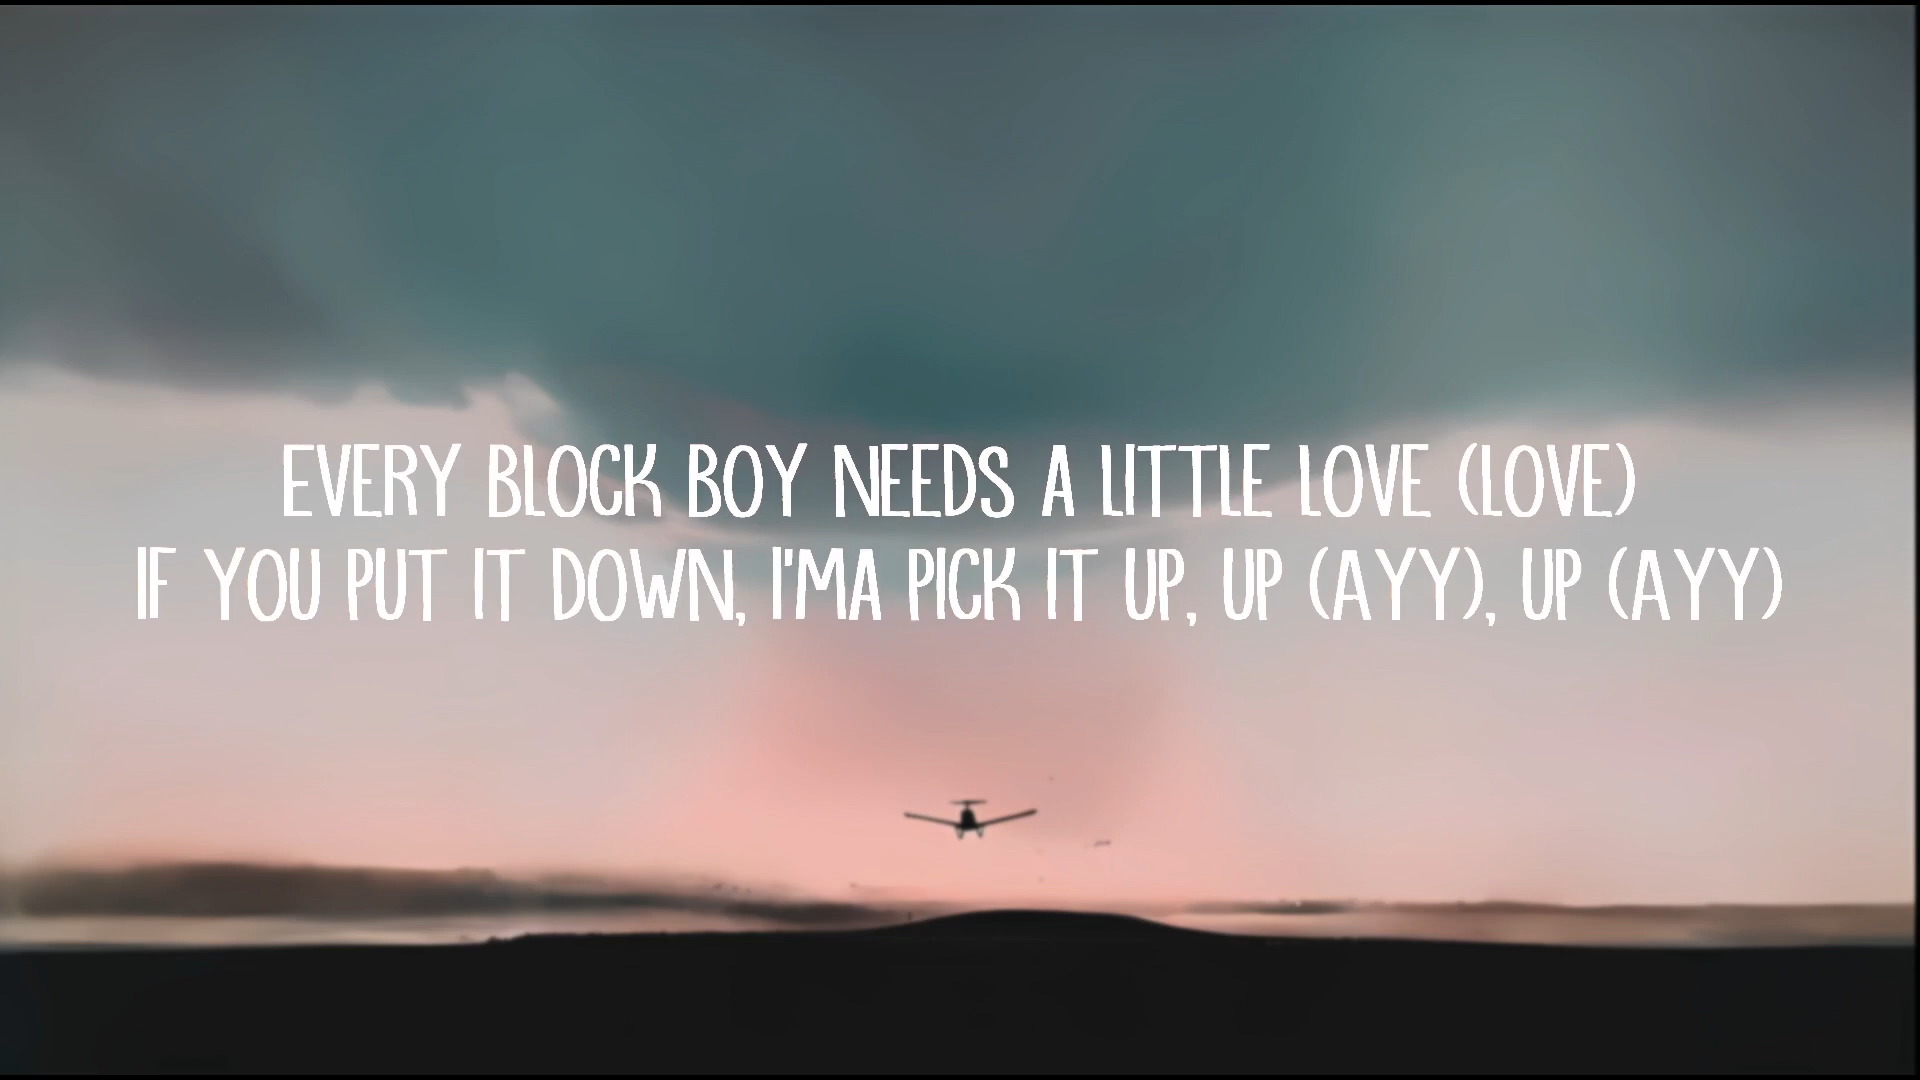 EVERY BLOCK BOY NEEDS A LITTLE LOVE (LOVE)
IF YOU PUT IT DOWN, I'MA PICK IT UP, UP (AYY), UP (AYY)